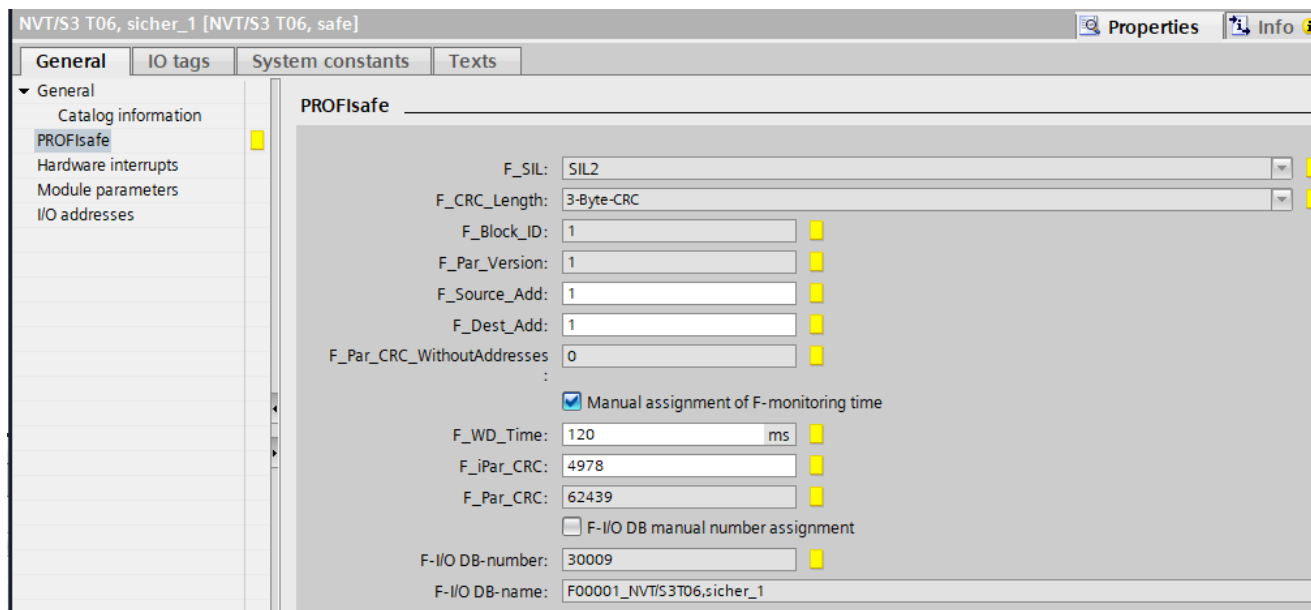 NVT/S3 T06, sicher_1 [NVT/S3 T06, safe]
Properties
Info
General
IO tags
System constants
Texts
General
Catalog information
PROFIsafe
Hardware interrupts
Module parameters
I/O addresses
PROFIsafe
F_SIL: SIL2
F_CRC_Length: 3-Byte-CRC
F_Block_ID: 1
F_Par_Version: 1
F_Source_Add: 1
F_Dest_Add: 1
F_Par_CRC_WithoutAddresses 0
:
Manual assignment of F-monitoring time
F_WD_Time: 120 ms
F_iPar_CRC: 4978
F_Par_CRC: 62439
F-I/O DB manual number assignment
F-I/O DB-number: 30009
F-I/O DB-name: F00001_NVT/S3T06,sicher_1